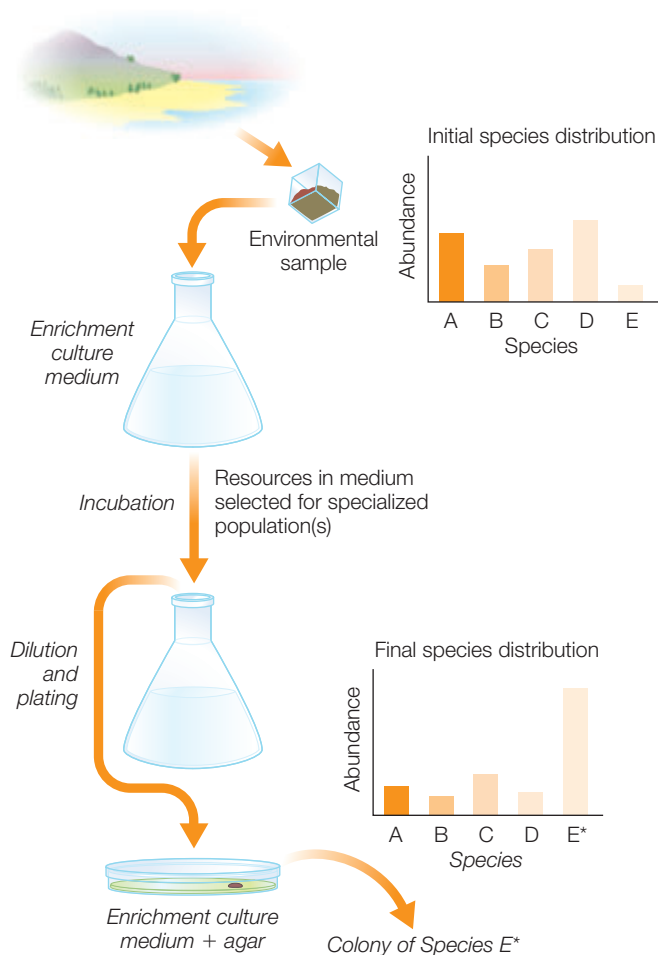 Initial species distribution
Abundance
A B C D E
Species
Environmental
sample
Enrichment
culture
medium
Incubation
Resources in medium
selected for specialized
population(s)
Dilution
and
plating
Final species distribution
Abundance
A B C D E*
Species
Enrichment culture
medium + agar
Colony of Species E*